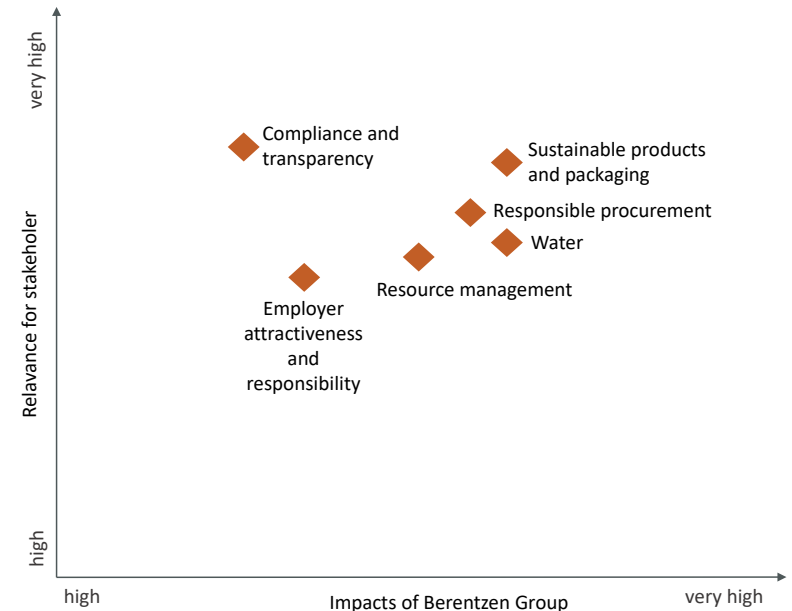 very high
Relavance for stakeholer
high
Compliance and
transparency
Sustainable products
and packaging
Responsible procurement
Water
Resource management
Employer
attractiveness
and
responsibility
high
Impacts of Berentzen Group
very high